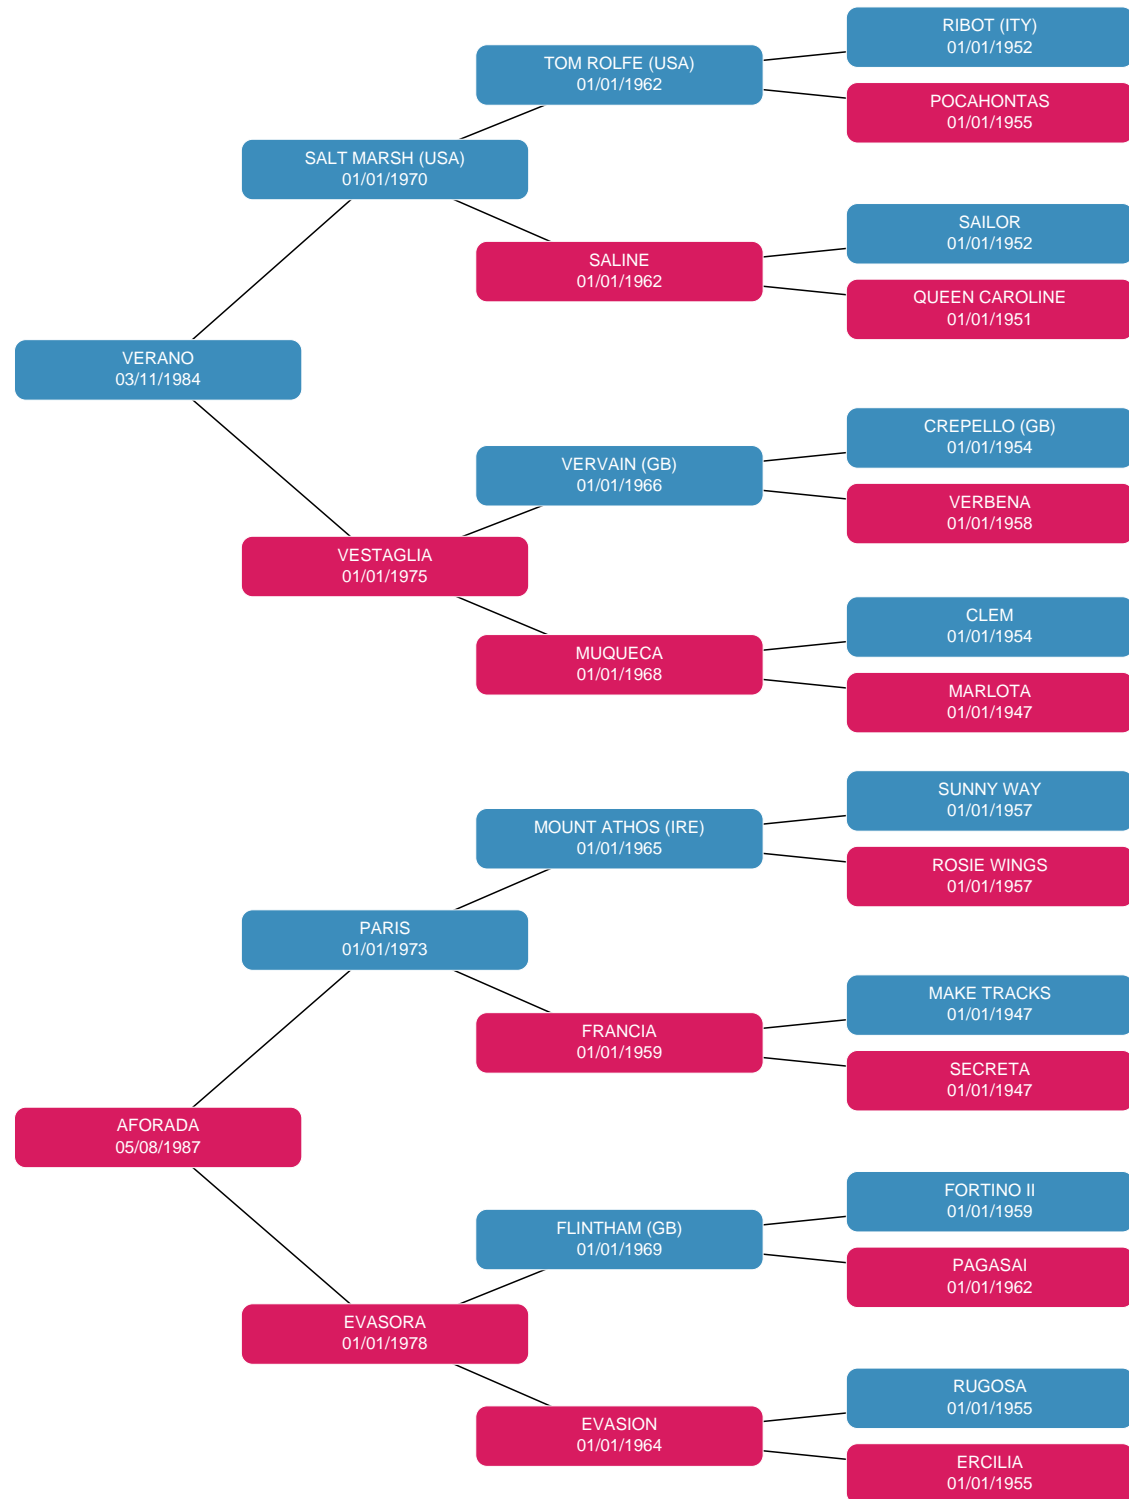 RIBOT (ITY)
01/01/1952
TOM ROLFE (USA)
01/01/1962
POCAHONTAS
01/01/1955
SALT MARSH (USA)
01/01/1970
SAILOR
01/01/1952
SALINE
01/01/1962
QUEEN CAROLINE
01/01/1951
VERANO
03/11/1984
CREPELLO (GB)
01/01/1954
VERVAIN (GB)
01/01/1966
VERBENA
01/01/1958
VESTAGLIA
01/01/1975
CLEM
01/01/1954
MUQUECA
01/01/1968
MARLOTA
01/01/1947
SUNNY WAY
01/01/1957
MOUNT ATHOS (IRE)
01/01/1965
ROSIE WINGS
01/01/1957
PARIS
01/01/1973
MAKE TRACKS
01/01/1947
FRANCIA
01/01/1959
SECRETA
01/01/1947
AFORADA
05/08/1987
FORTINO II
01/01/1959
FLINTHAM (GB)
01/01/1969
PAGASAI
01/01/1962
EVASORA
01/01/1978
RUGOSA
01/01/1955
EVASION
01/01/1964
ERCILIA
01/01/1955